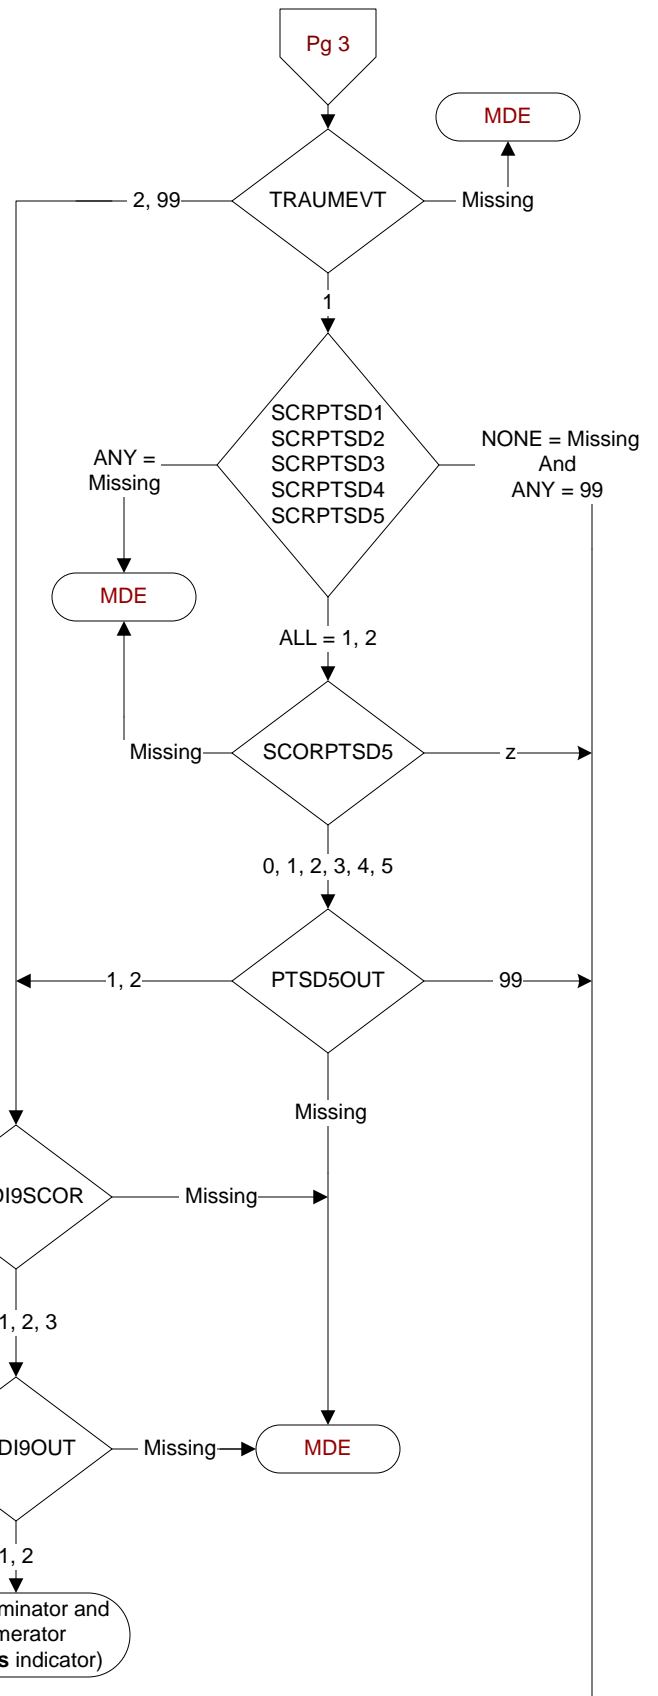 Pg 3
MDE
TRAUMEVT
2, 99
Missing
1
SCRPTSD1
SCRPTSD2
SCRPTSD3
SCRPTSD4
SCRPTSD5
ANY =
Missing
NONE = Missing
And
ANY = 99
MDE
ALL = 1, 2
Missing
SCORPTSD5
z
0, 1, 2, 3, 4, 5
1, 2
PTSD5OUT
99
Missing
DI9SCOR
Missing
1, 2, 3
DI9OUT
Missing
MDE
1, 2
minator and
merator
s indicator)